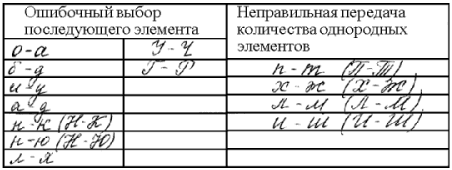 Ошибочный выбор последующего элемента
Неправильная передача количества однородных элементов
о - а
У - Ч
б - д
Г - Р
п - т (П - Т)
и у
х - ж (Х - Ж)
а д
л - м (Л - М)
н - к (Н - К)
и - ш (И - Ш)
н - ю (Н - Ю)
л - я